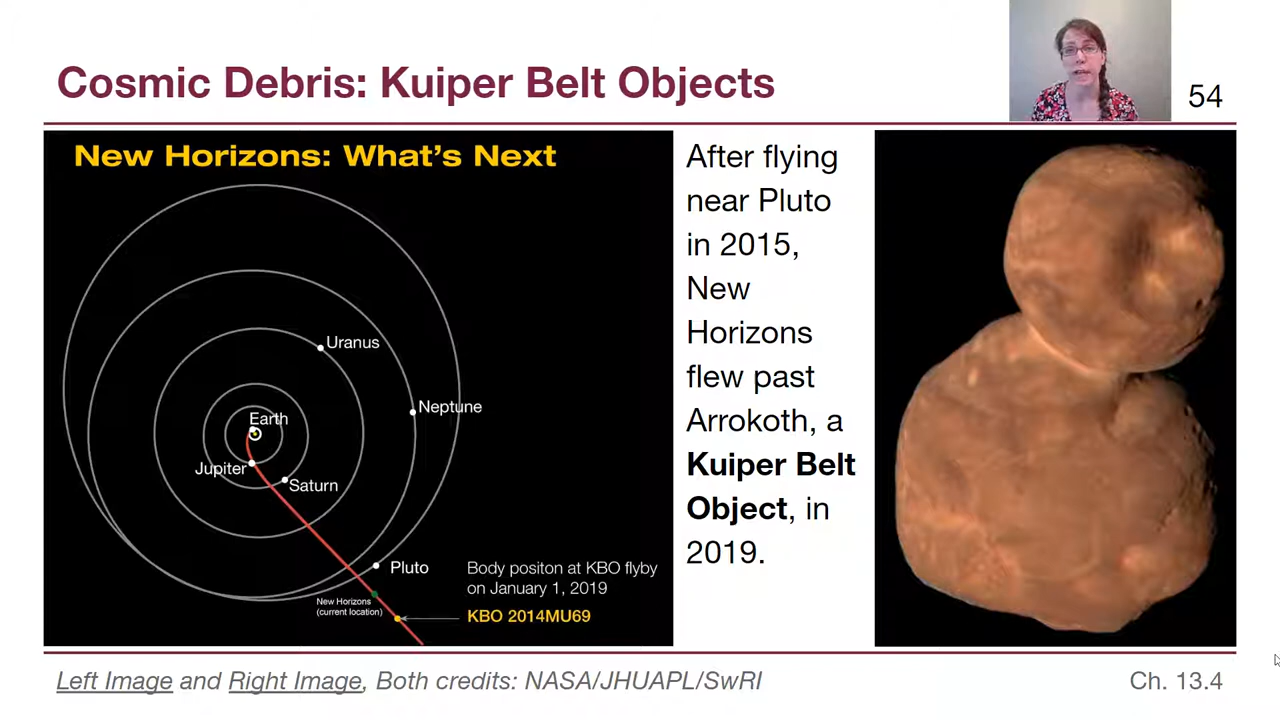 Cosmic Debris: Kuiper Belt Objects
54
New Horizons: What's Next
Uranus
Neptune
Earth
Jupiter
Saturn
Pluto
Body positon at KBO flyby
on January 1, 2019
New Horizons
(current location)
KBO 2014MU69
After flying
near Pluto
in 2015,
New
Horizons
flew past
Arrokoth, a
Kuiper Belt
Object, in
2019.
Left Image and Right Image, Both credits: NASA/JHUAPL/SwRI
Ch. 13.4